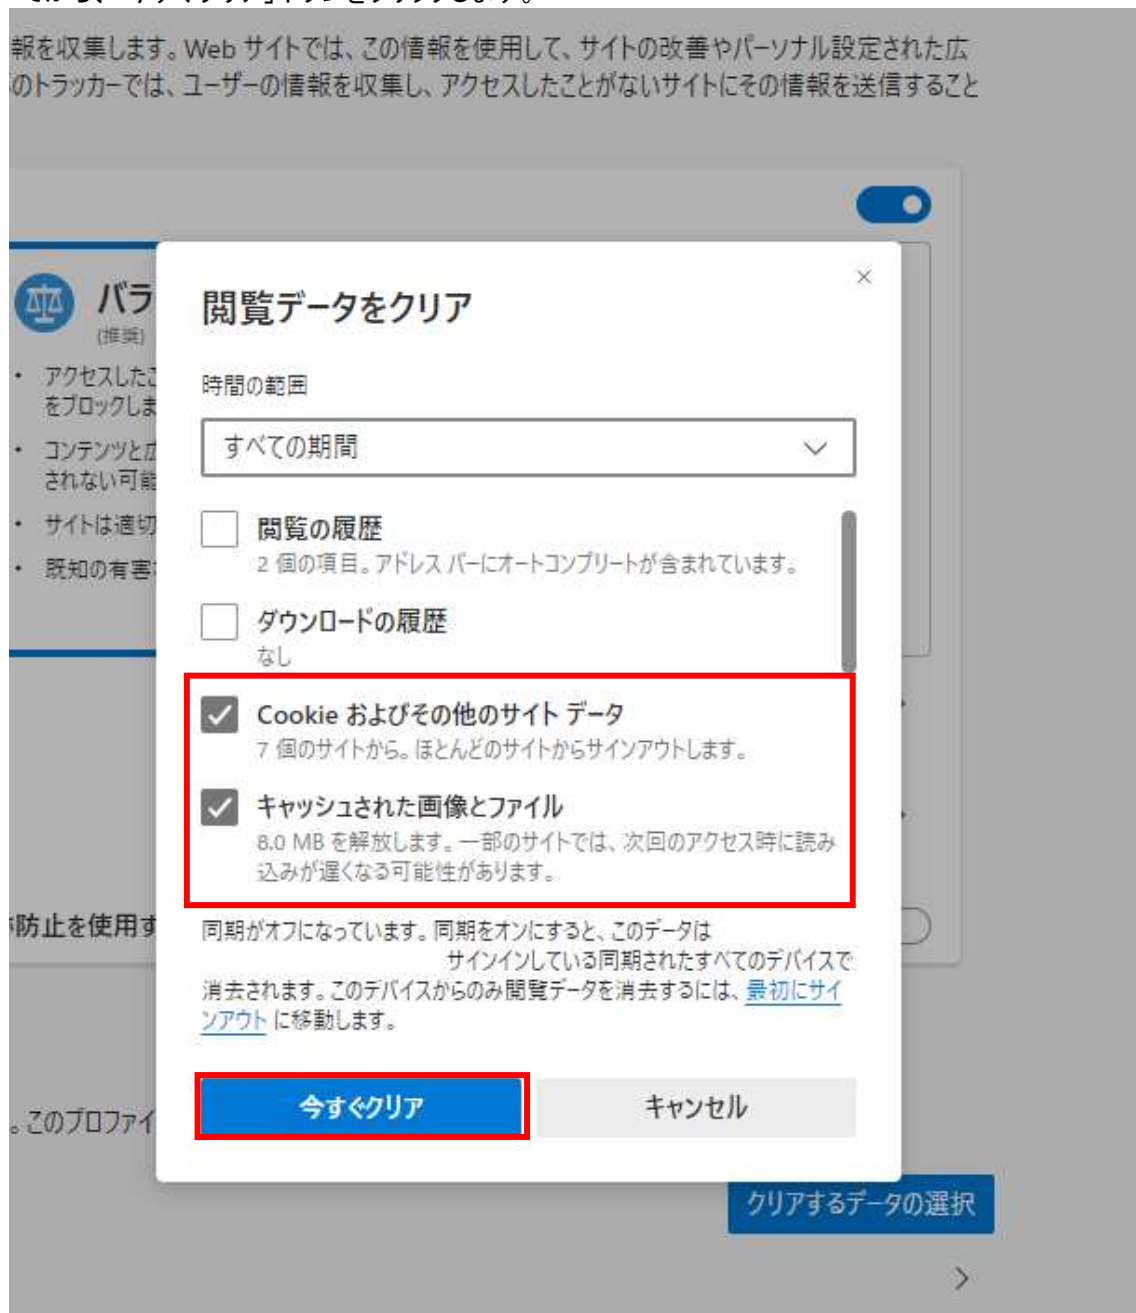 報を収集します。Web サイトでは、この情報を使用して、サイトの改善やパーソナル設定された広
のトラッカーでは、ユーザーの情報を収集し、アクセスしたことがないサイトにその情報を送信すること
バラ
(推奨)
• アクセスしたこ
をブロックしま
• コンテンツと広
されない可能
• サイトは適切
• 既知の有害
閲覧データをクリア
時間の範囲
すべての期間
閲覧の履歴
2 個の項目。アドレス バーにオートコンプリートが含まれています。
ダウンロードの履歴
なし
Cookie およびその他のサイト データ
7 個のサイトから。ほとんどのサイトからサインアウトします。
キャッシュされた画像とファイル
8.0 MB を解放します。一部のサイトでは、次回のアクセス時に読み
込みが遅くなる可能性があります。
防止を使用す
同期がオフになっています。同期をオンにすると、このデータは
サインインしている同期されたすべてのデバイスで
消去されます。このデバイスからのみ閲覧データを消去するには、最初にサイ
ンアウト に移動します。
今すぐクリア
キャンセル
。このプロファイ
クリアするデータの選択